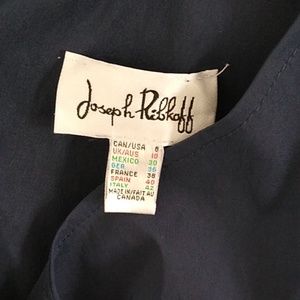 Joseph Ribkoff
CAN/USA 8
UK/AUS 10
MEXICO 30
GER 36
FRANCE 38
SPAIN 40
ITALY 42
MADE IN/FAIT AU
CANADA